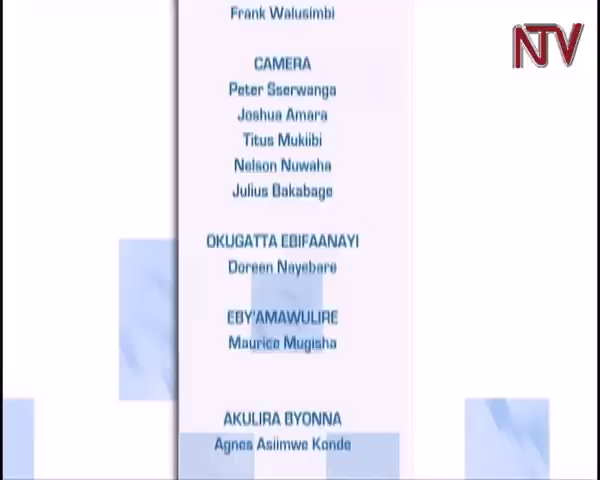 Frank Walusimbi
NTV
CAMERA
Peter Sserwanga
Joshua Amara
Titus Mukiibi
Nelson Nuwaha
Julius Bakabage
OKUGATTA EBIFAANAYI
Doreen Nayebare
EBY'AMAWULIRE
Maurice Mugisha
AKULIRA BYONNA
Agnes Asiimwe Konde